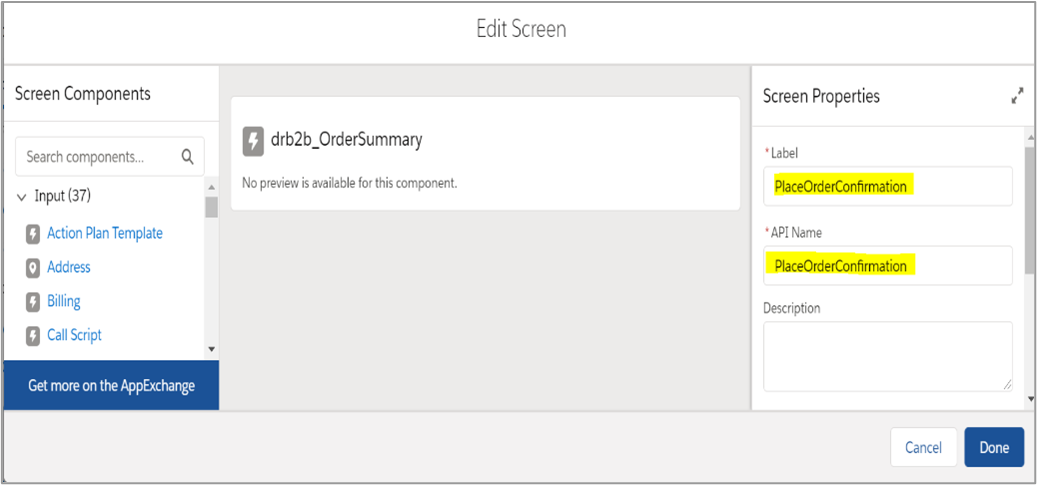 Edit Screen
Screen Components
Search components...
Input (37)
Action Plan Template
Address
Billing
Call Script
Get more on the AppExchange
drb2b_OrderSummary
No preview is available for this component.
Screen Properties
* Label
PlaceOrderConfirmation
* API Name
PlaceOrderConfirmation
Description
Cancel
Done